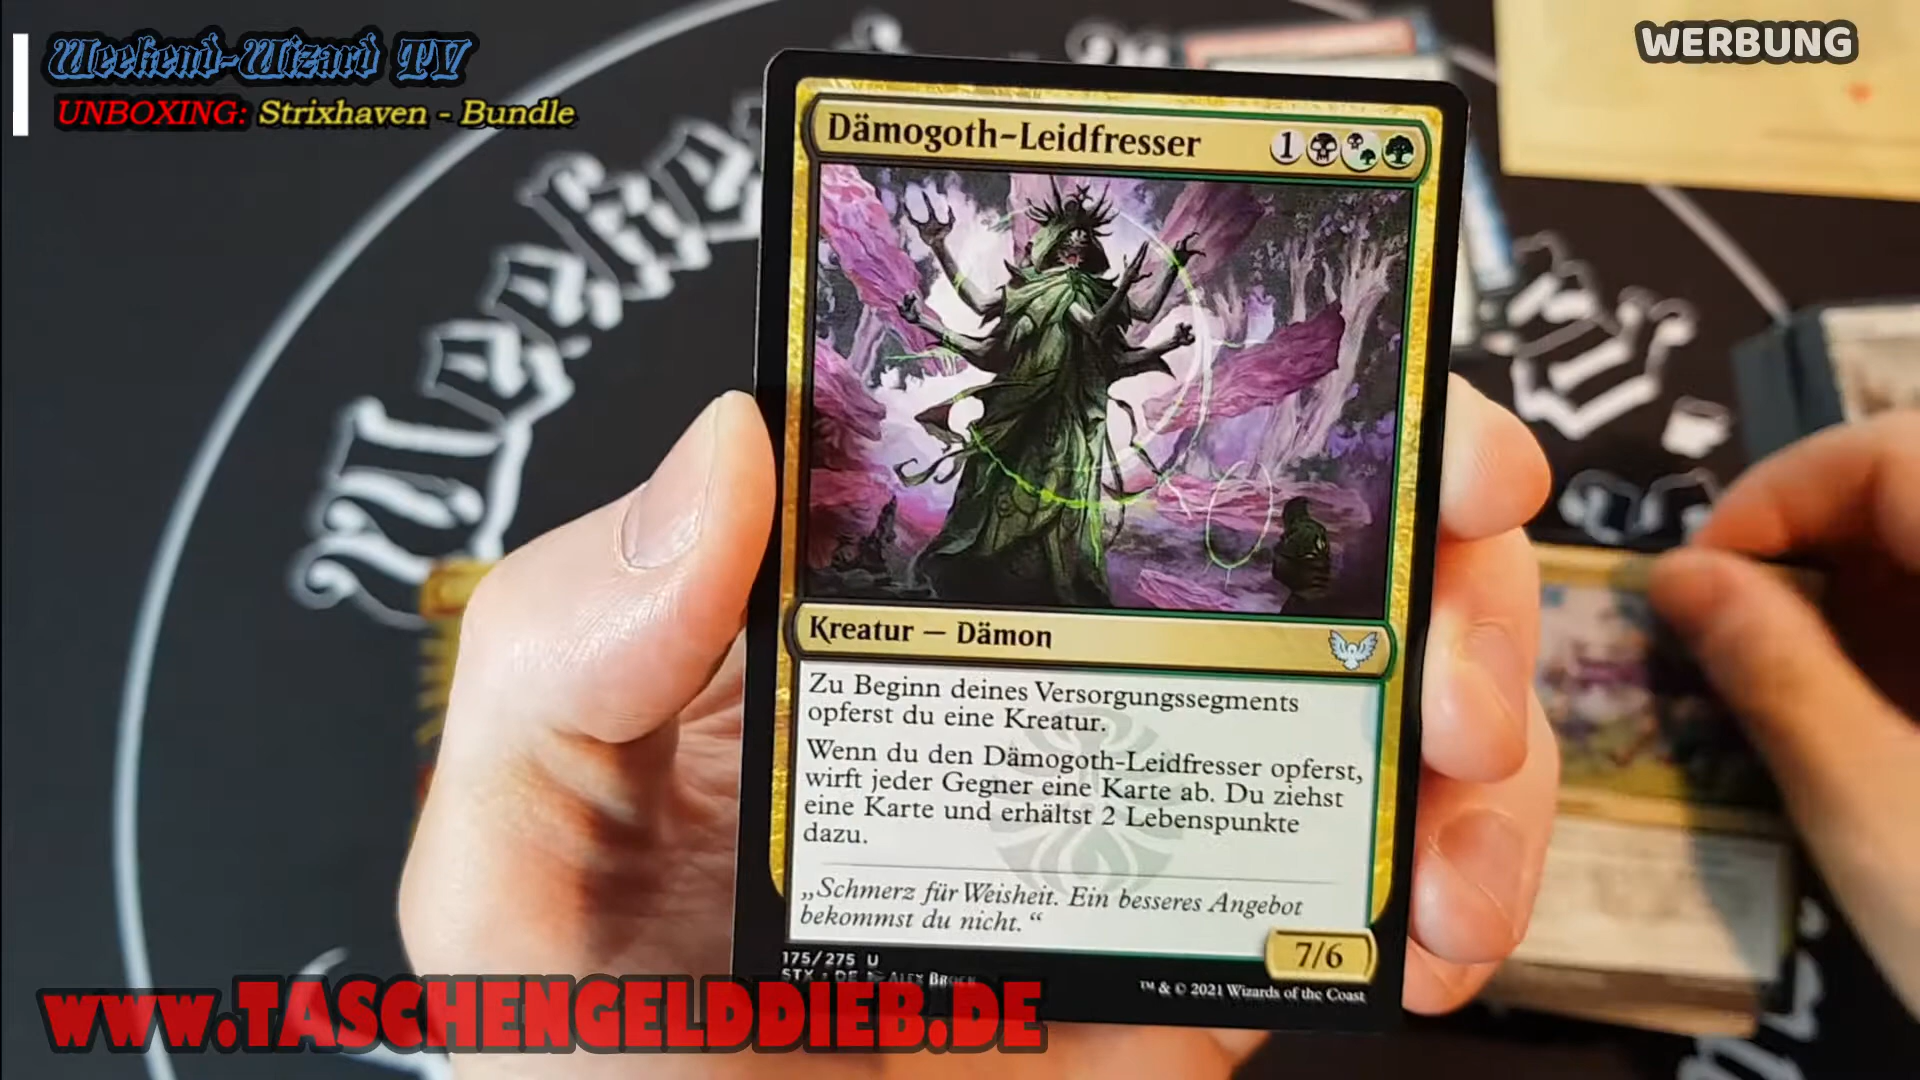 Weekend-Wizard TV
UNBOXING: Strixhaven - Bundle
WERBUNG
Dämogoth-Leidfresser 1
Kreatur — Dämon
Zu Beginn deines Versorgungssegments
opferst du eine Kreatur.
Wenn du den Dämogoth-Leidfresser opferst,
wirft jeder Gegner eine Karte ab. Du ziehst
eine Karte und erhältst 2 Lebenspunkte
dazu.
„Schmerz für Weisheit. Ein besseres Angebot
bekommst du nicht.“
7/6
175/275 U
STX • DE Alex Brock
™ & © 2021 Wizards of the Coast
www.TASCHENGELDDIEB.DE